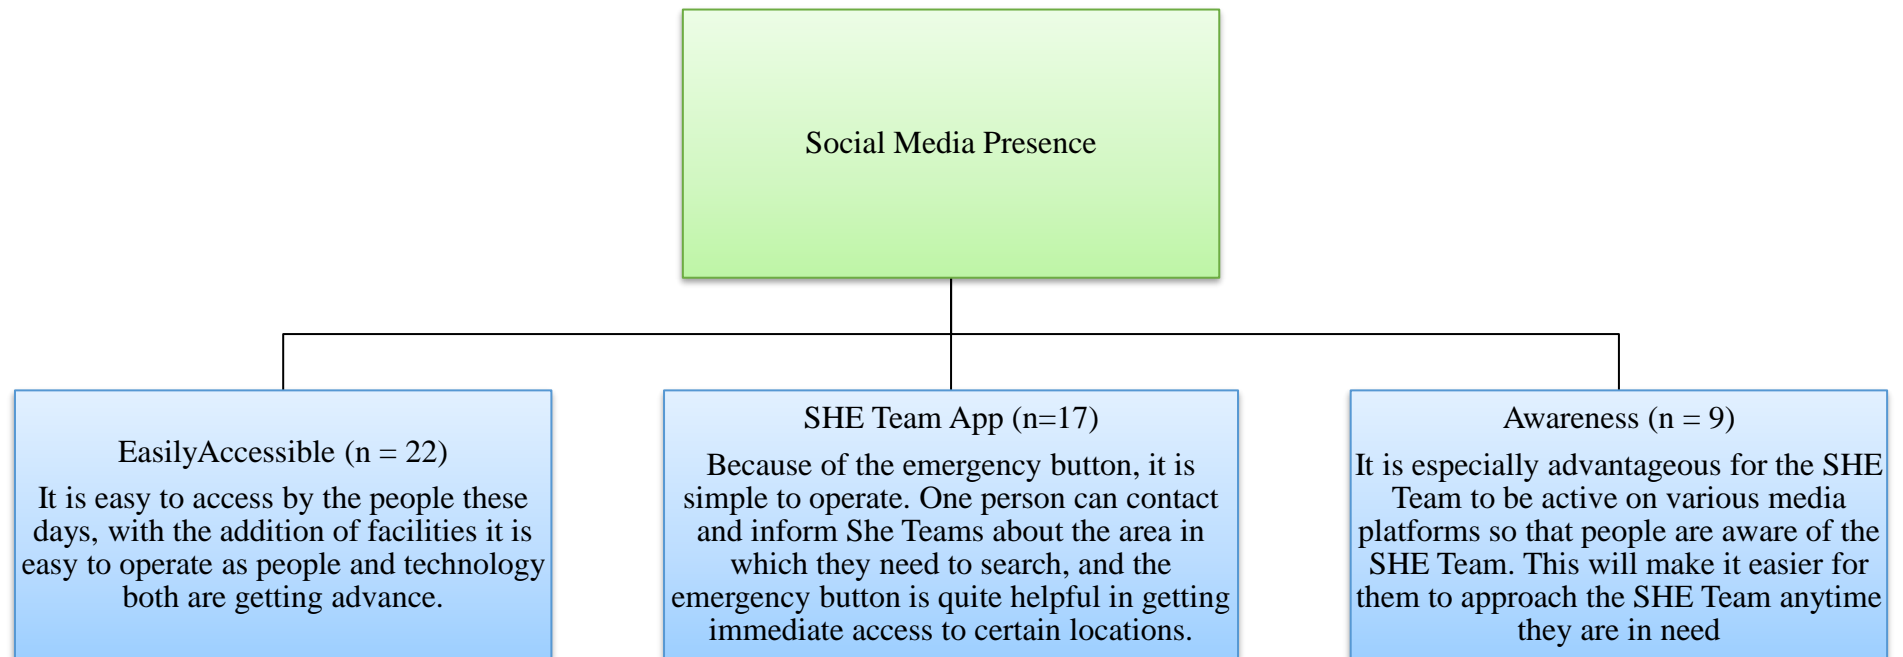 Social Media Presence
EasilyAccessible (n = 22)
It is easy to access by the people these
days, with the addition of facilities it is
easy to operate as people and technology
both are getting advance.
SHE Team App (n=17)
Because of the emergency button, it is
simple to operate. One person can contact
and inform She Teams about the area in
which they need to search, and the
emergency button is quite helpful in getting
immediate access to certain locations.
Awareness (n = 9)
It is especially advantageous for the SHE
Team to be active on various media
platforms so that people are aware of the
SHE Team. This will make it easier for
them to approach the SHE Team anytime
they are in need